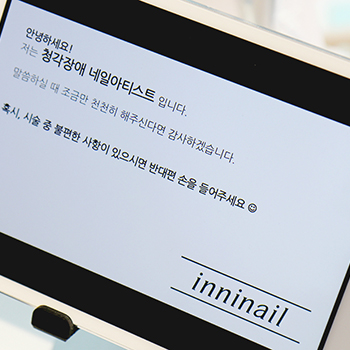 안녕하세요!
저는 청각장애 네일아티스트 입니다.
말씀하실 때 조금만 천천히 해주신다면 감사하겠습니다.
혹시, 시술 중 불편한 사항이 있으시면 반대편 손을 들어주세요 ☺
inninail